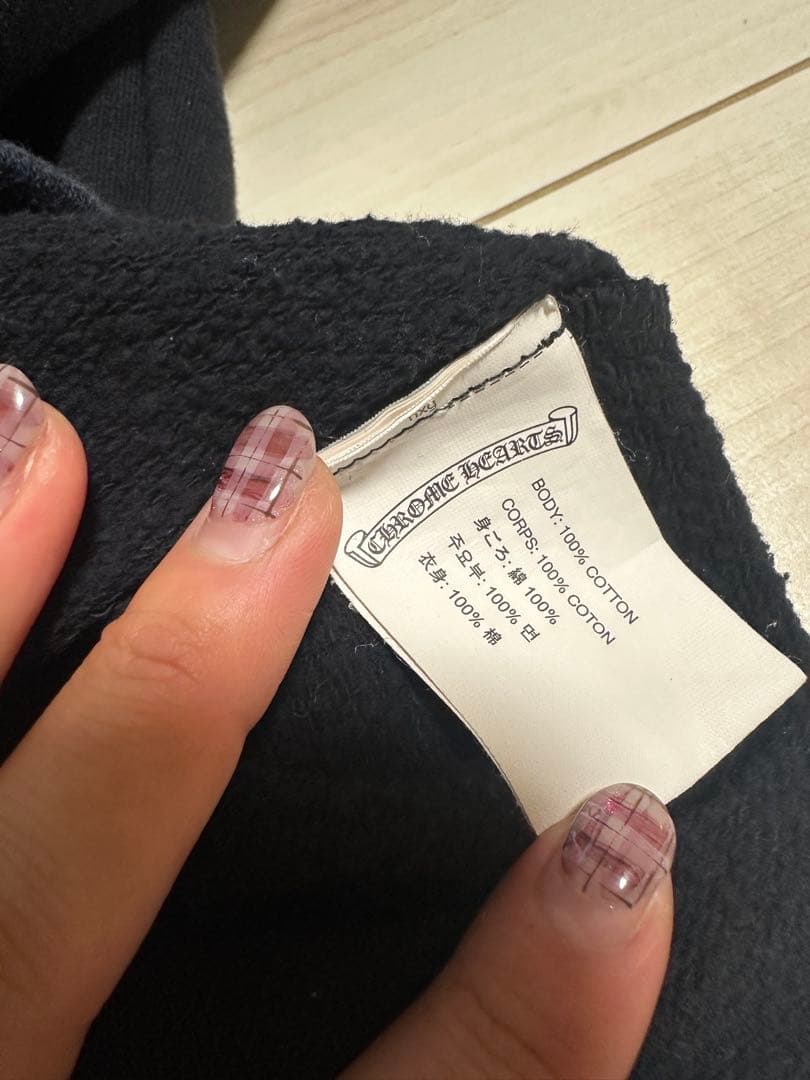 CHROME HEARTS
BODY: 100% COTTON
CORPS: 100% COTON
身ごろ: 綿 100%
주요부: 100% 면
衣身: 100% 棉